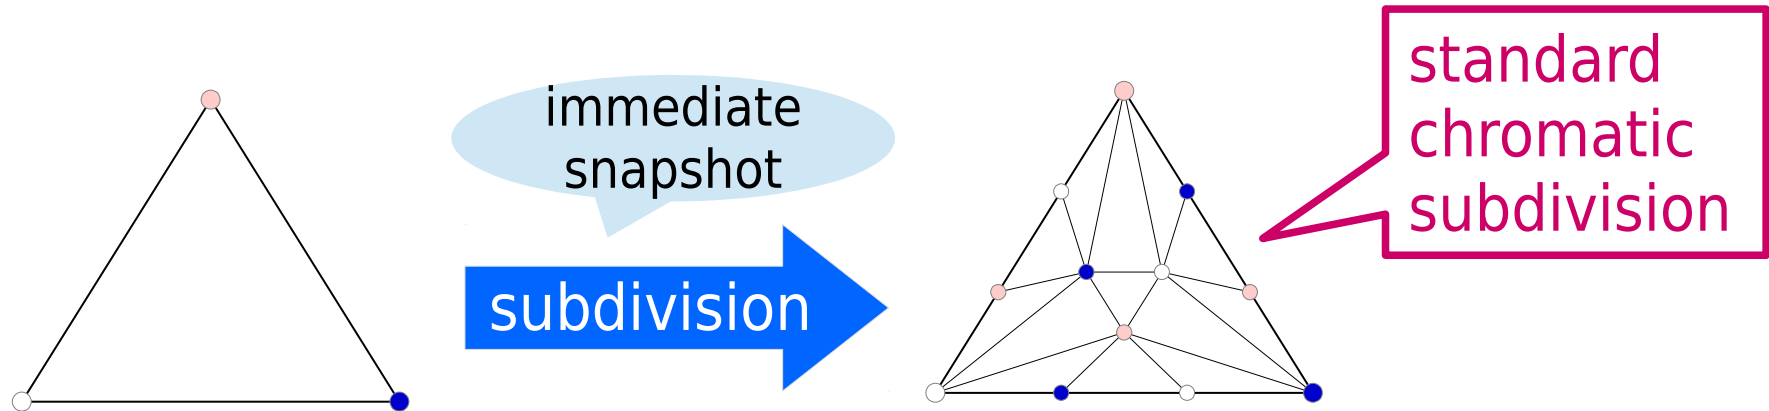 immediate
snapshot
subdivision
standard
chromatic
subdivision